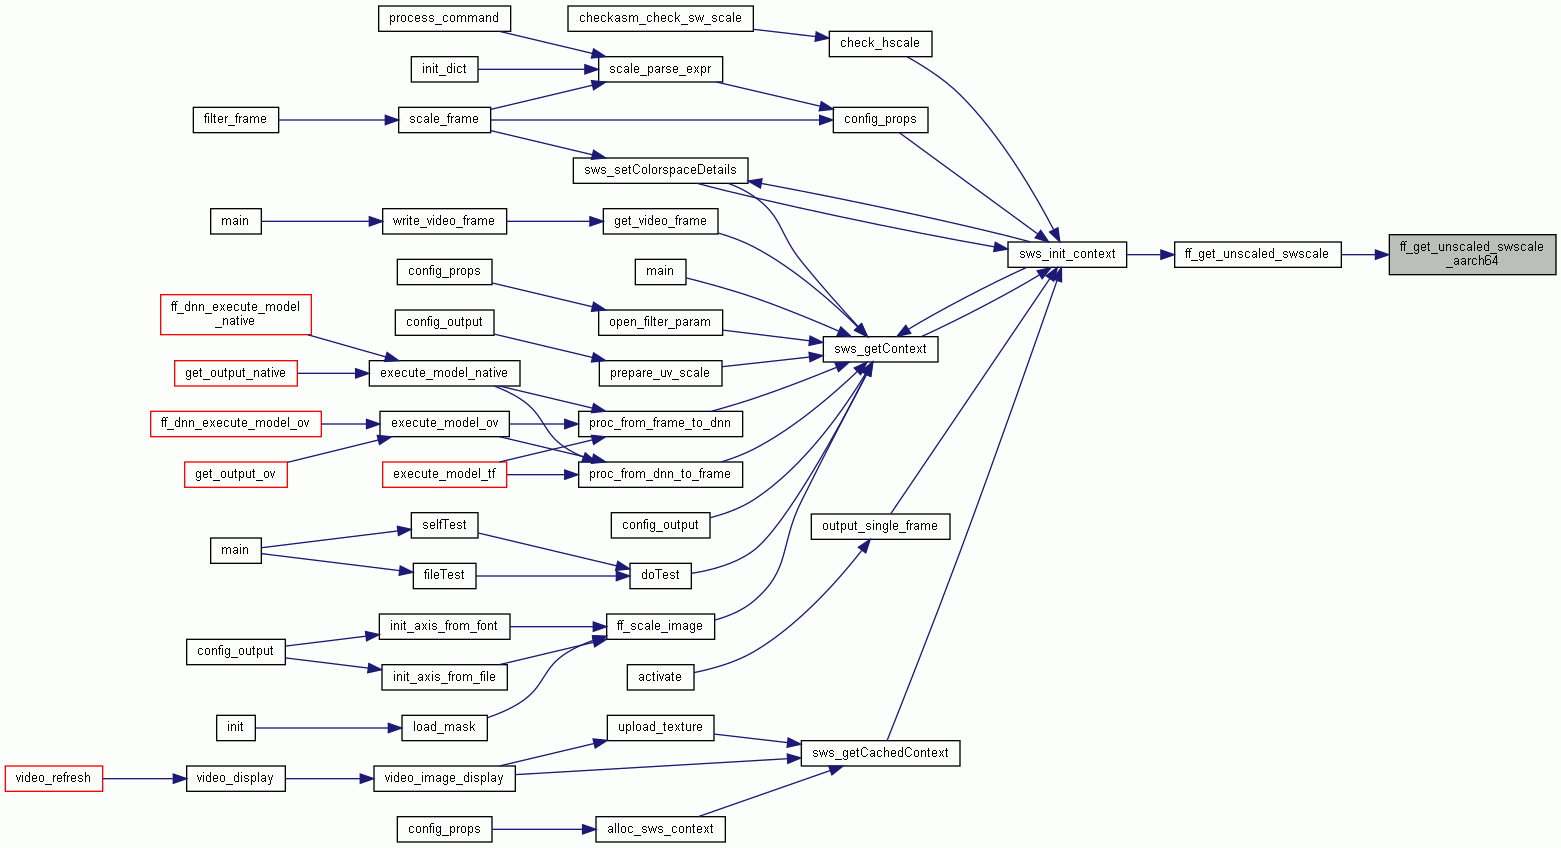 process_command
checkasm_check_sw_scale
check_hscale
init_dict
scale_parse_expr
filter_frame
scale_frame
config_props
sws_setColorspaceDetails
main
write_video_frame
get_video_frame
ff_get_unscaled_swscale
_aarch64
sws_init_context
ff_get_unscaled_swscale
config_props
main
ff_dnn_execute_model
_native
config_output
open_filter_param
sws_getContext
get_output_native
execute_model_native
prepare_uv_scale
ff_dnn_execute_model_ov
execute_model_ov
proc_from_frame_to_dnn
get_output_ov
execute_model_tf
proc_from_dnn_to_frame
selfTest
config_output
output_single_frame
main
fileTest
doTest
init_axis_from_font
ff_scale_image
config_output
init_axis_from_file
activate
init
load_mask
upload_texture
sws_getCachedContext
video_refresh
video_display
video_image_display
config_props
alloc_sws_context